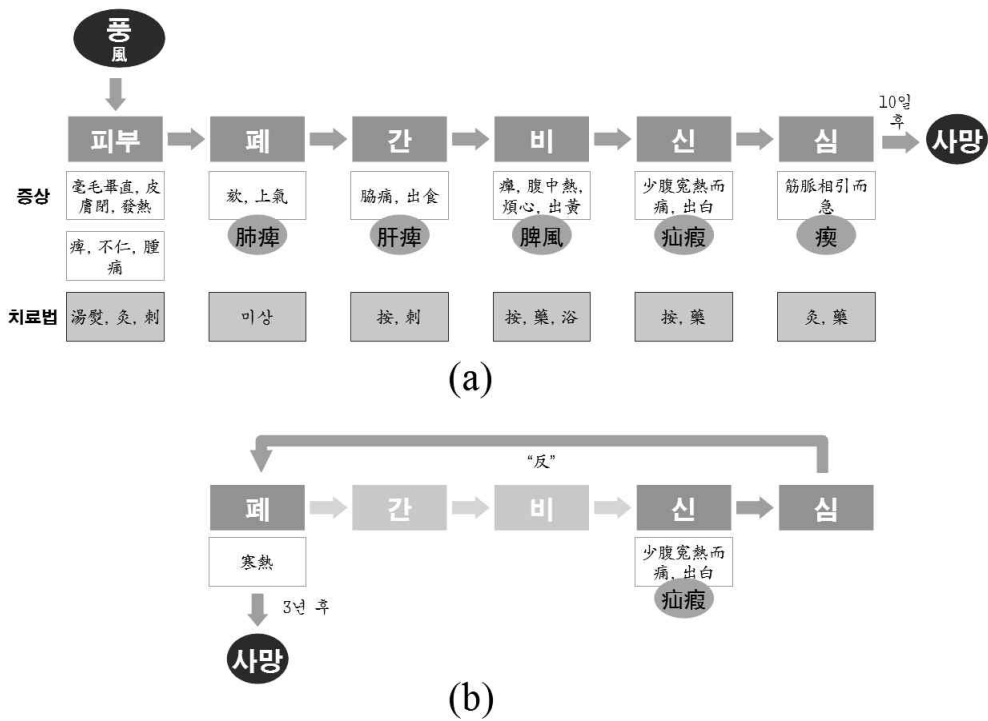 풍
風
피부
폐
간
비
신
심
10일
후
사망
증상
毫毛畢直, 皮
膚閉, 發熱
欬, 上氣
脇痛, 出食
癉, 腹中熱,
煩心, 出黃
少腹寃熱而
痛, 出白
筋脈相引而
急
肺痺
肝痺
脾風
疝瘕
瘈
痺, 不仁, 腫
痛
치료법
湯熨, 灸, 刺
미상
按, 刺
按, 藥, 浴
按, 藥
灸, 藥
(a)
“反”
폐
간
비
신
심
寒熱
少腹寃熱而
痛, 出白
疝瘕
3년 후
사망
(b)